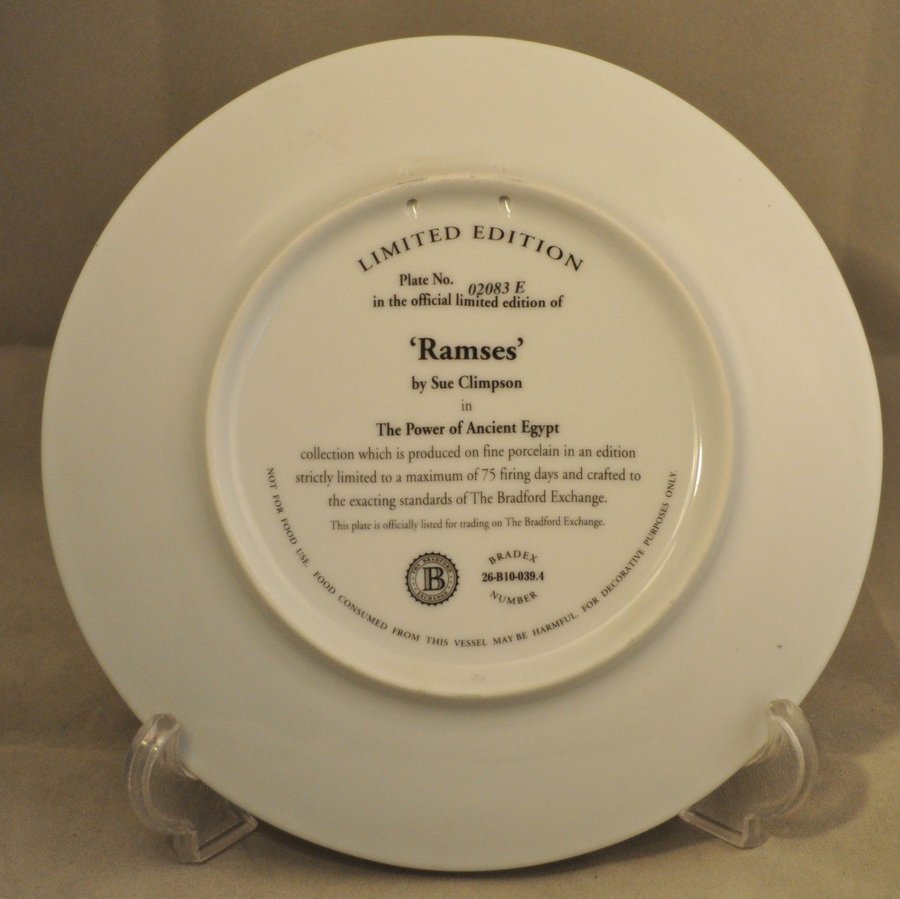 LIMITED EDITION
Plate No. 02083 E
in the official limited edition of
‘Ramses’
by Sue Climpson
in
The Power of Ancient Egypt
collection which is produced on fine porcelain in an edition
strictly limited to a maximum of 75 firing days and crafted to
the exacting standards of The Bradford Exchange.
This plate is officially listed for trading on The Bradford Exchange.
THE BRADFORD
B
EXCHANGE
BRADEX
26-B10-039.4
NUMBER
NOT FOR FOOD USE. FOOD CONSUMED FROM THIS VESSEL MAY BE HARMFUL. FOR DECORATIVE PURPOSES ONLY.